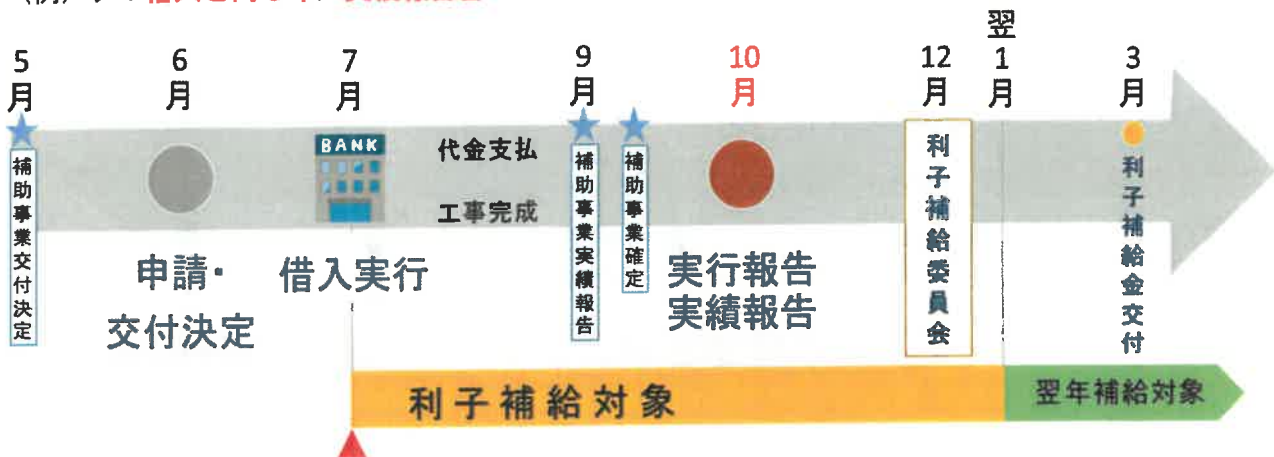 5月
6月
7月
9月
10月
12月
翌1月
3月
補助事業交付決定
BANK
代金支払
工事完成
補助事業実績報告
補助事業確定
利子補給委員会
利子補給金交付
申請・
交付決定
借入実行
実行報告
実績報告
利子補給対象
翌年補給対象